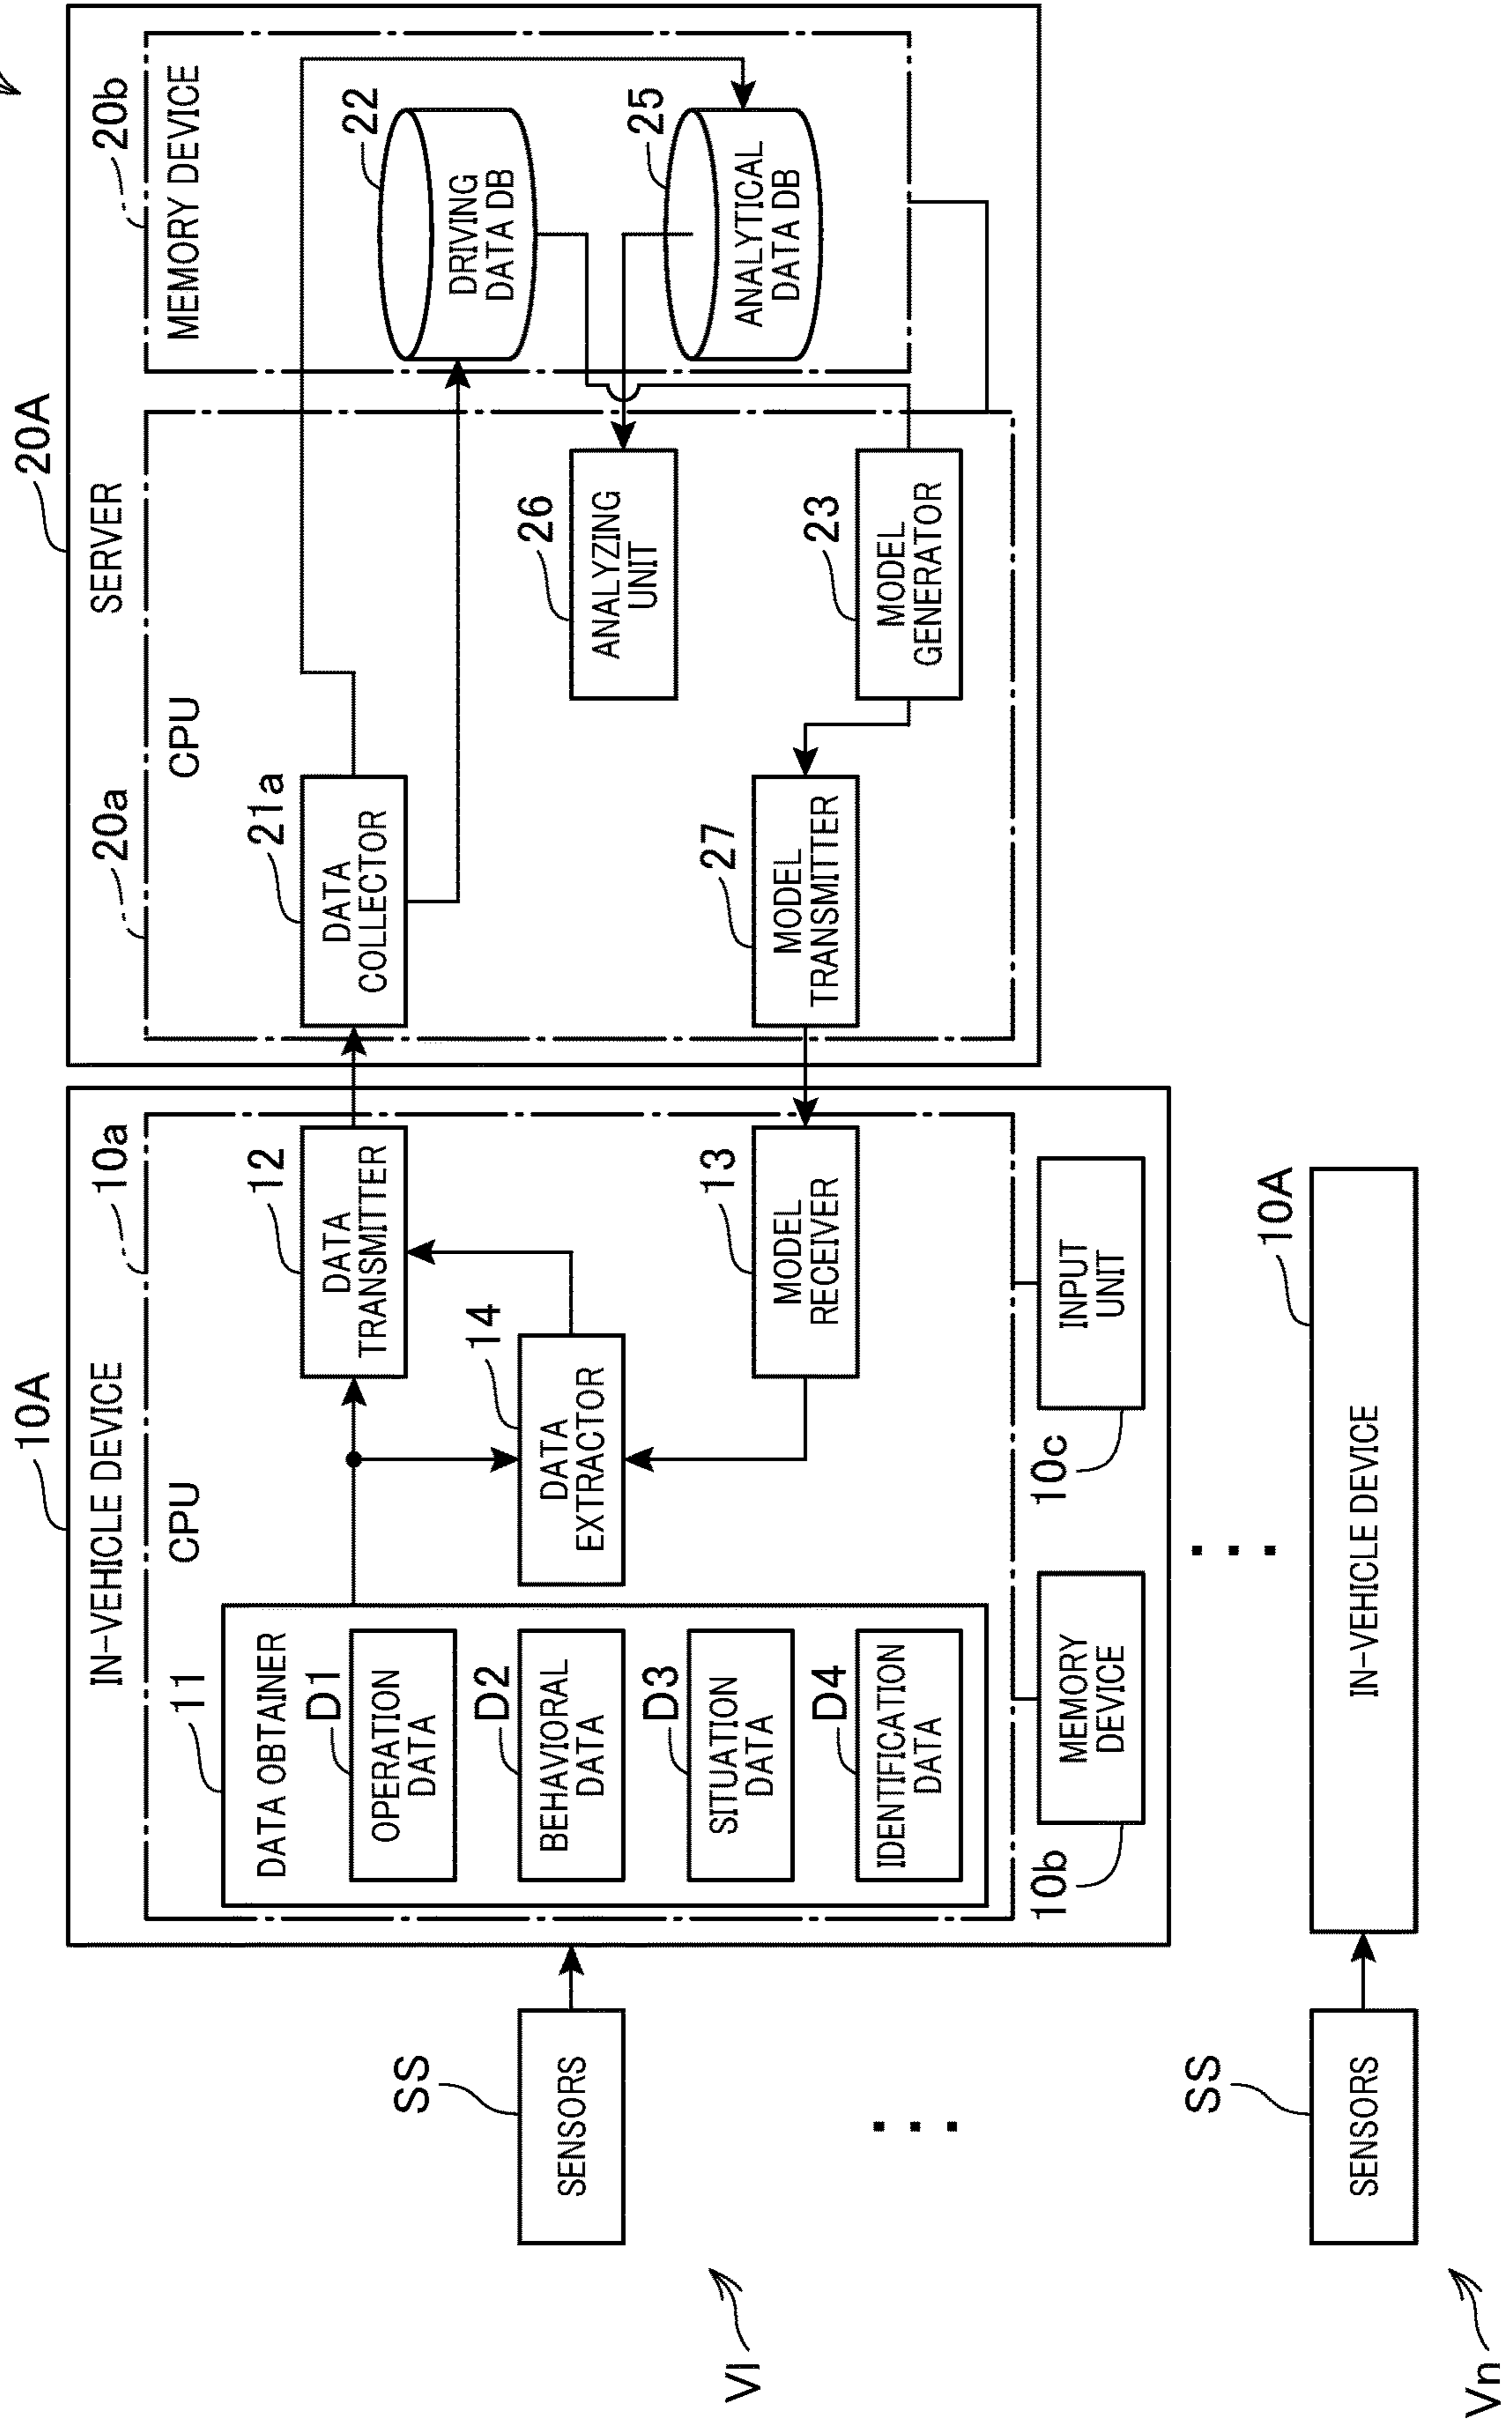 10A
IN-VEHICLE DEVICE
10a
CPU
11
DATA OBTAINER
D1
OPERATION
DATA
D2
BEHAVIORAL
DATA
D3
SITUATION
DATA
D4
IDENTIFICATION
DATA
12
DATA
TRANSMITTER
14
DATA
EXTRACTOR
13
MODEL
RECEIVER
10b
MEMORY
DEVICE
10c
INPUT
UNIT
SS
SENSORS
V1
20A
SERVER
20a
CPU
21a
DATA
COLLECTOR
26
ANALYZING
UNIT
27
MODEL
TRANSMITTER
23
MODEL
GENERATOR
20b
MEMORY DEVICE
22
DRIVING
DATA DB
25
ANALYTICAL
DATA DB
SS
SENSORS
10A
IN-VEHICLE DEVICE
Vn